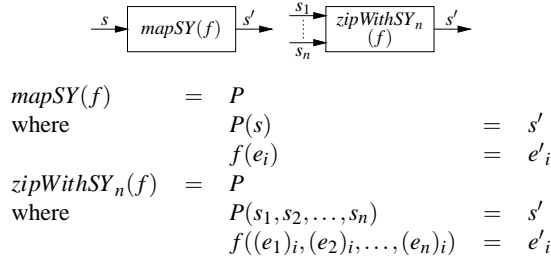 s mapSY(f) s′ s₁ sₙ zipWithSYₙ (f) s′
mapSY(f) = P
where P(s) = s′
f(eᵢ) = e′ᵢ
zipWithSYₙ(f) = P
where P(s₁,s₂,...,sₙ) = s′
f((e₁)ᵢ,(e₂)ᵢ,...,(eₙ)ᵢ) = e′ᵢ